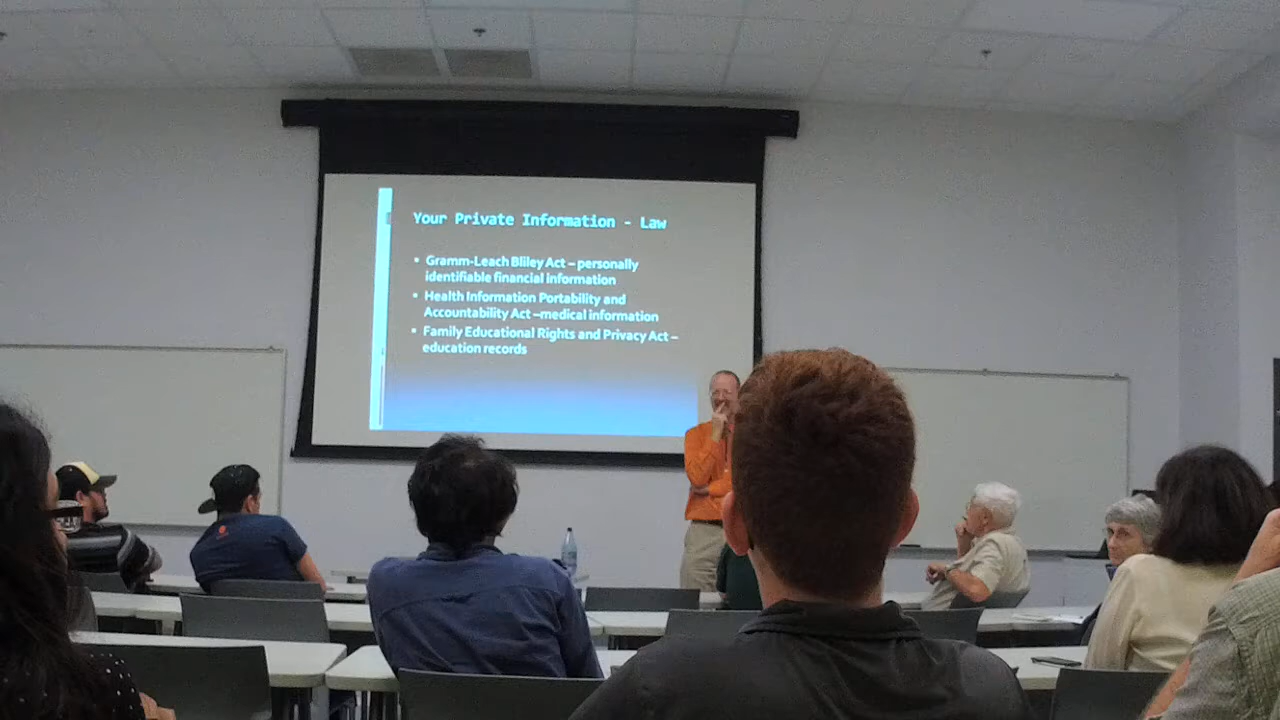 Your Private Information - Law
▪ Gramm-Leach Bliley Act – personally
identifiable financial information
▪ Health Information Portability and
Accountability Act –medical information
▪ Family Educational Rights and Privacy Act –
education records